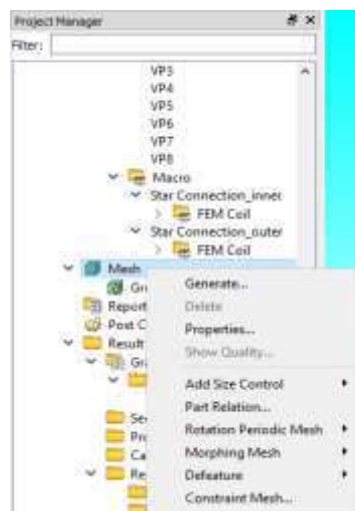 Project Manager
Filter:
VP3
VP4
VP5
VP6
VP7
VP8
Macro
Star Connection_inner
FEM Coil
Star Connection_outer
FEM Coil
Mesh
Report
Post C
Result
Generate...
Delete
Properties...
Show Quality...
Add Size Control
Part Relation...
Rotation Periodic Mesh
Morphing Mesh
Defeature
Constraint Mesh...